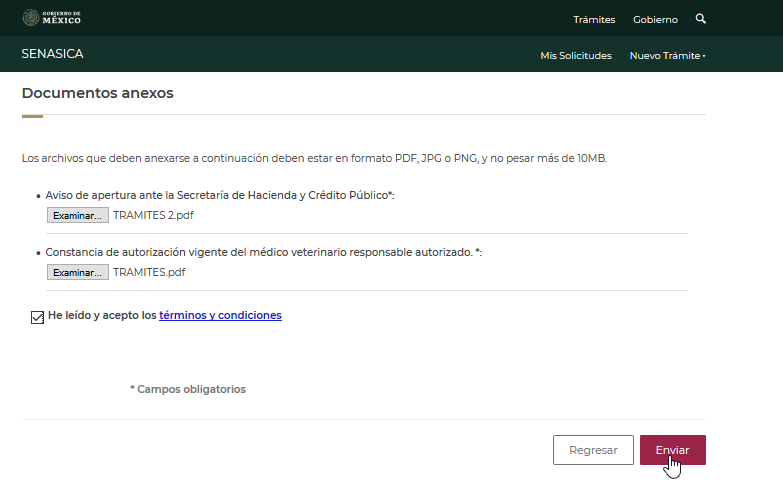 GOBIERNO DE
MÉXICO
Trámites Gobierno
SENASICA
Mis Solicitudes Nuevo Trámite
Documentos anexos
Los archivos que deben anexarse a continuación deben estar en formato PDF, JPG o PNG, y no pesar más de 10MB.
• Aviso de apertura ante la Secretaría de Hacienda y Crédito Público*:
Examinar... TRAMITES 2.pdf
• Constancia de autorización vigente del médico veterinario responsable autorizado. *:
Examinar... TRAMITES.pdf
He leído y acepto los términos y condiciones
* Campos obligatorios
Regresar Enviar